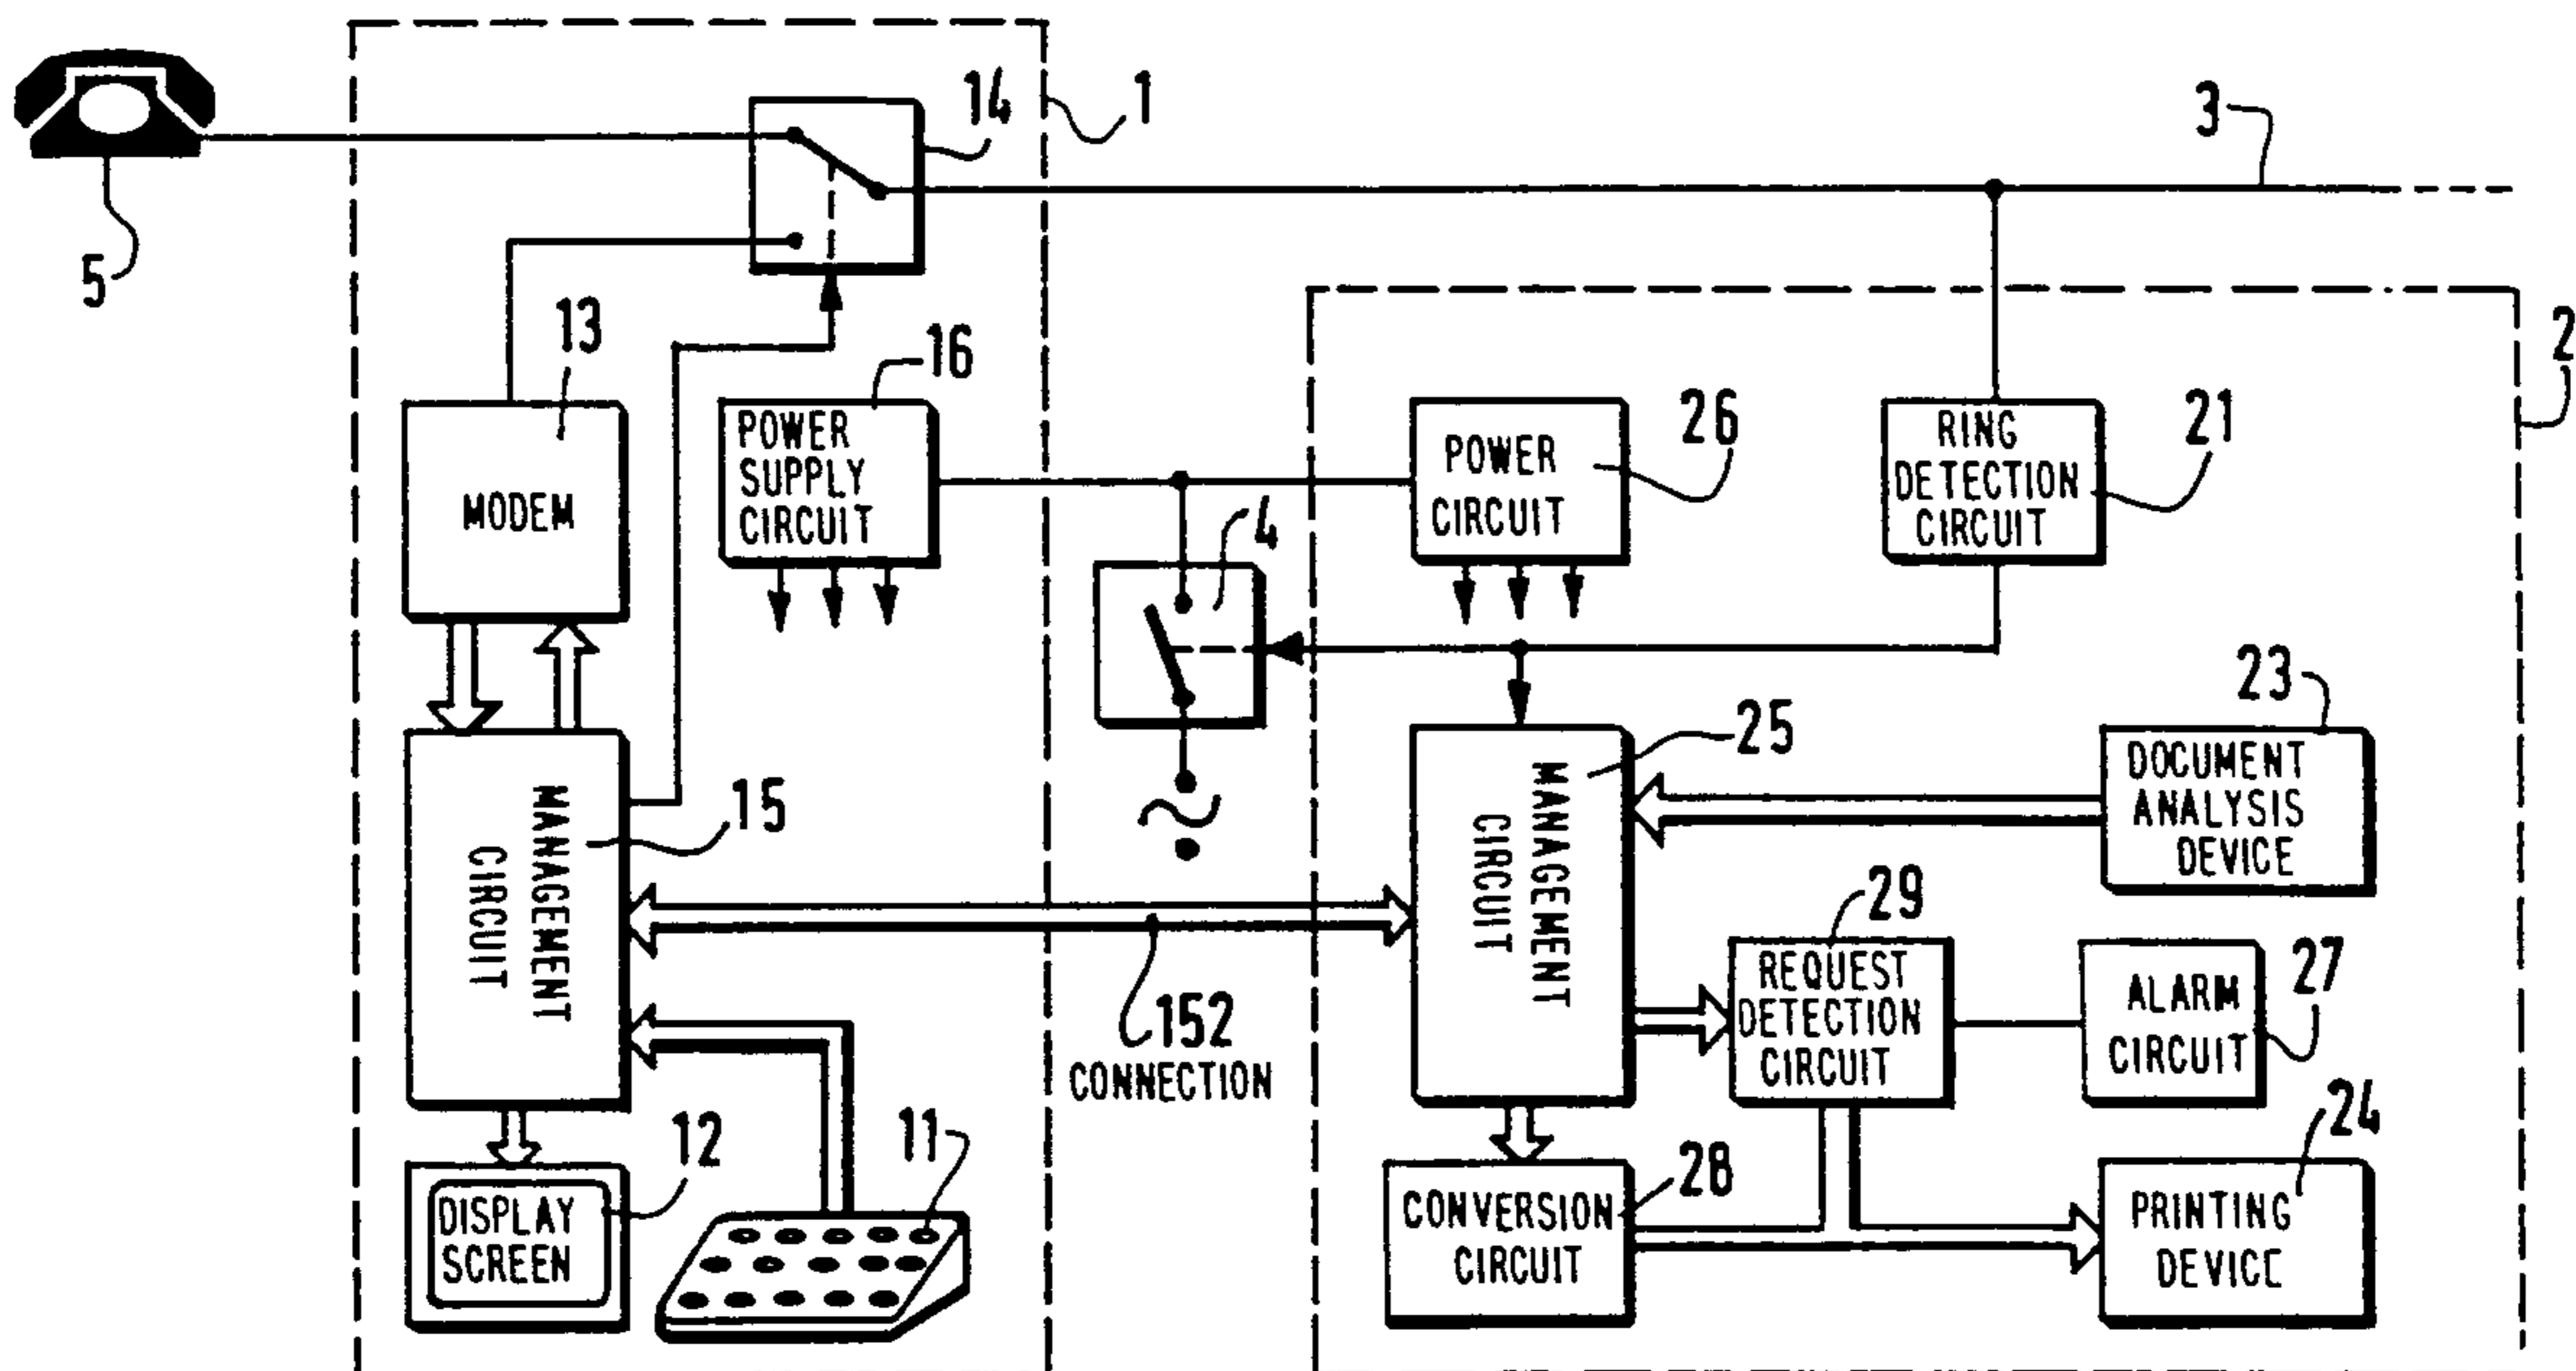 5
14
1
3
13
MODEM
16
POWER
SUPPLY
CIRCUIT
4
26
POWER
CIRCUIT
2
21
RING
DETECTION
CIRCUIT
15
MANAGEMENT
CIRCUIT
25
MANAGEMENT
CIRCUIT
23
DOCUMENT
ANALYSIS
DEVICE
152
CONNECTION
29
REQUEST
DETECTION
CIRCUIT
27
ALARM
CIRCUIT
12
DISPLAY
SCREEN
11
28
CONVERSION
CIRCUIT
24
PRINTING
DEVICE